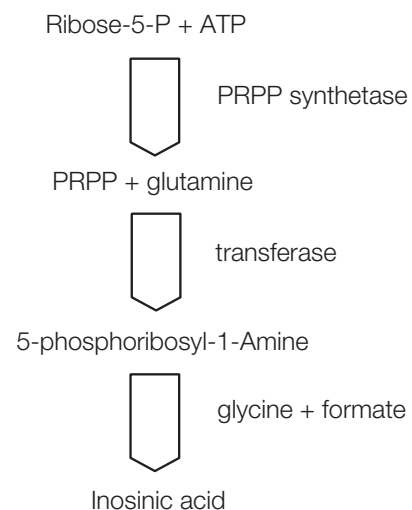 Ribose-5-P + ATP
PRPP synthetase
PRPP + glutamine
transferase
5-phosphoribosyl-1-Amine
glycine + formate
Inosinic acid